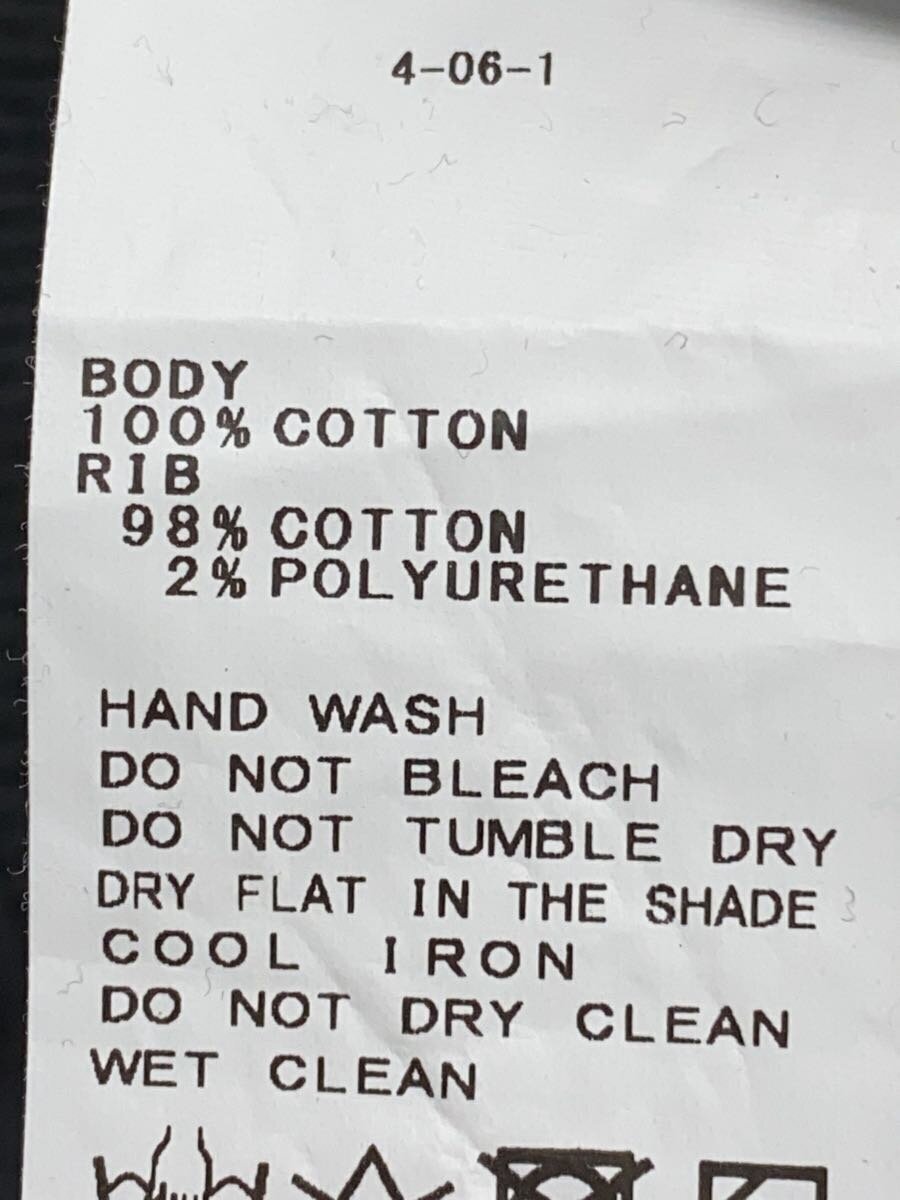 4-06-1
BODY
100% COTTON
RIB
98% COTTON
2% POLYURETHANE
HAND WASH
DO NOT BLEACH
DO NOT TUMBLE DRY
DRY FLAT IN THE SHADE
COOL IRON
DO NOT DRY CLEAN
WET CLEAN